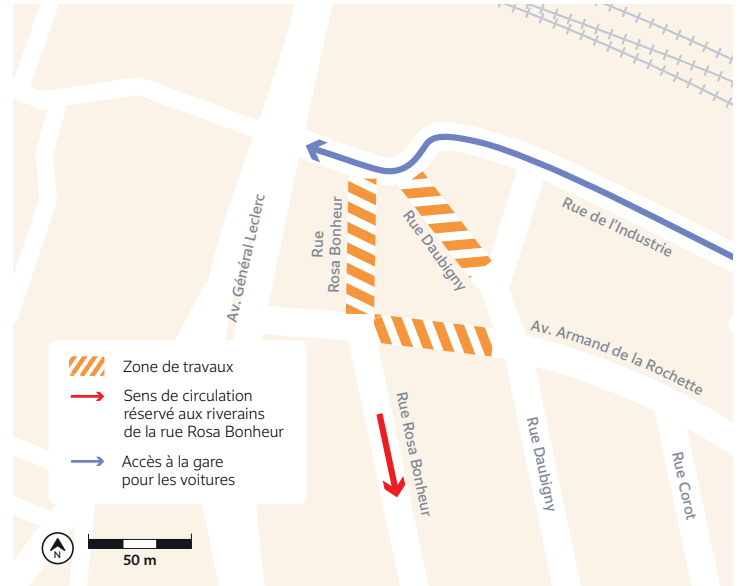 Rue de l'Industrie
Rue
Rosa Bonheur
Rue Daubigny
Av. Général Leclerc
Av. Armand de la Rochette
Zone de travaux
Sens de circulation
réservé aux riverains
de la rue Rosa Bonheur
Accès à la gare
pour les voitures
Rue Rosa Bonheur
Rue Daubigny
Rue Corot
N
50 m